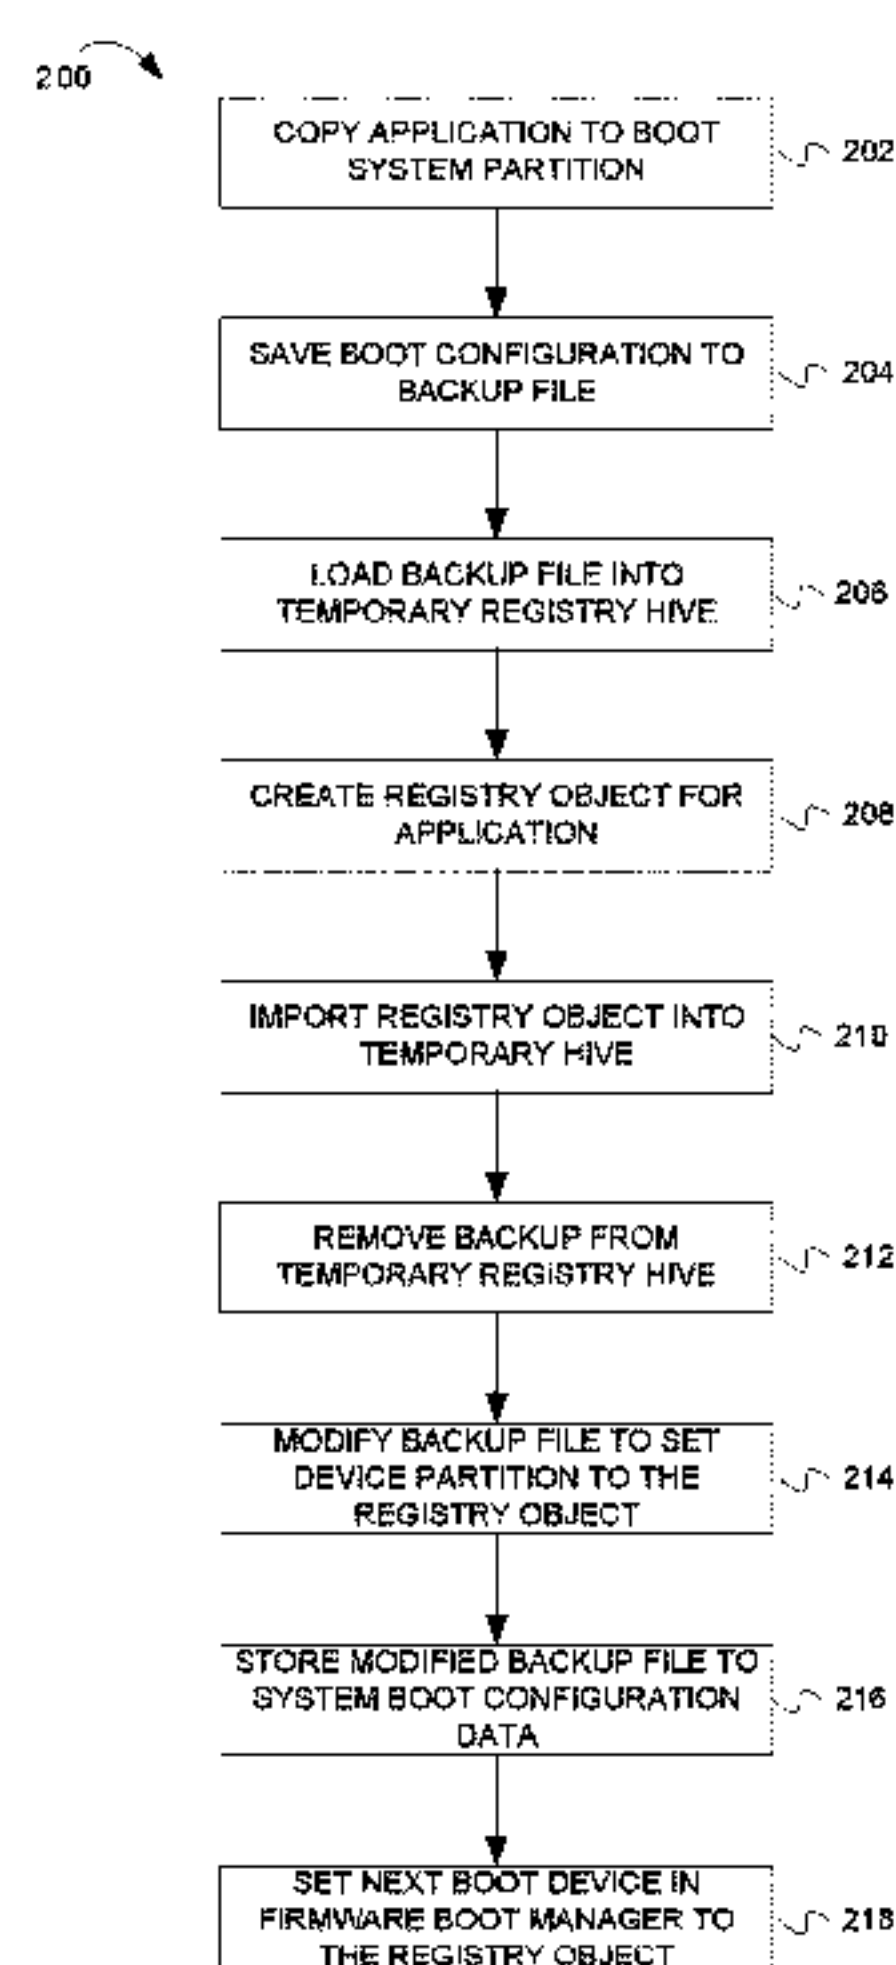 200
COPY APPLICATION TO BOOT
SYSTEM PARTITION
202
SAVE BOOT CONFIGURATION TO
BACKUP FILE
204
LOAD BACKUP FILE INTO
TEMPORARY REGISTRY HIVE
206
CREATE REGISTRY OBJECT FOR
APPLICATION
208
IMPORT REGISTRY OBJECT INTO
TEMPORARY HIVE
210
REMOVE BACKUP FROM
TEMPORARY REGISTRY HIVE
212
MODIFY BACKUP FILE TO SET
DEVICE PARTITION TO THE
REGISTRY OBJECT
214
STORE MODIFIED BACKUP FILE TO
SYSTEM BOOT CONFIGURATION
DATA
216
SET NEXT BOOT DEVICE IN
FIRMWARE BOOT MANAGER TO
THE REGISTRY OBJECT
218